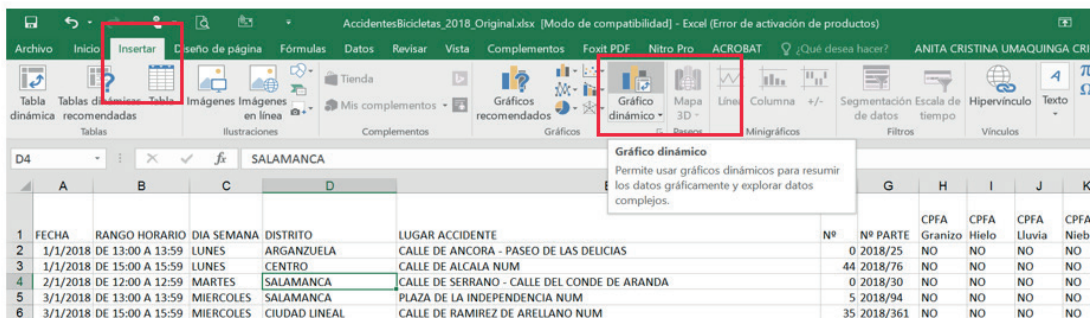 AccidentesBicicletas_2018_Original.xlsx [Modo de compatibilidad] - Excel (Error de activación de productos)
Archivo Inicio Insertar Diseño de página Fórmulas Datos Revisar Vista Complementos Foxit PDF Nitro Pro ACROBAT ¿Qué desea hacer? ANITA CRISTINA UMAQUINGA CRI
Tabla dinámica
Tablas dinámicas recomendadas
Tabla
Imágenes
Imágenes en línea
Tienda
Mis complementos
Gráficos recomendados
Gráfico dinámico
Mapa 3D
Línea
Columna
+/-
Segmentación de datos
Escala de tiempo
Hipervínculo
Texto
Tablas Ilustraciones Complementos Gráficos Paseos Minigráficos Filtros Vínculos
D4 fx SALAMANCA
Gráfico dinámico
Permite usar gráficos dinámicos para resumir
los datos gráficamente y explorar datos
complejos.
A B C D E G H I J K
CPFA CPFA CPFA CPFA
1 FECHA RANGO HORARIO DIA SEMANA DISTRITO LUGAR ACCIDENTE Nº Nº PARTE Granizo Hielo Lluvia Nieb
2 1/1/2018 DE 13:00 A 13:59 LUNES ARGANZUELA CALLE DE ANCORA - PASEO DE LAS DELICIAS 0 2018/25 NO NO NO NO
3 1/1/2018 DE 15:00 A 15:59 LUNES CENTRO CALLE DE ALCALA NUM 44 2018/76 NO NO NO NO
4 2/1/2018 DE 12:00 A 12:59 MARTES SALAMANCA CALLE DE SERRANO - CALLE DEL CONDE DE ARANDA 0 2018/30 NO NO NO NO
5 3/1/2018 DE 13:00 A 13:59 MIERCOLES SALAMANCA PLAZA DE LA INDEPENDENCIA NUM 5 2018/94 NO NO NO NO
6 3/1/2018 DE 15:00 A 15:59 MIERCOLES CIUDAD LINEAL CALLE DE RAMIREZ DE ARELLANO NUM 35 2018/361 NO NO NO NO